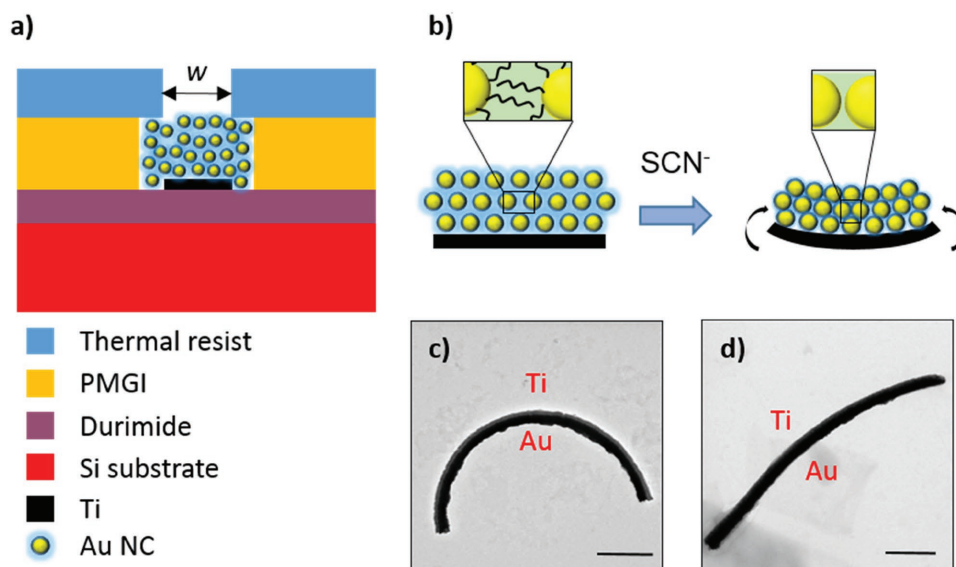 a)
w
Thermal resist
PMGI
Durimide
Si substrate
Ti
Au NC
b)
SCN⁻
c)
Ti
Au
d)
Ti
Au